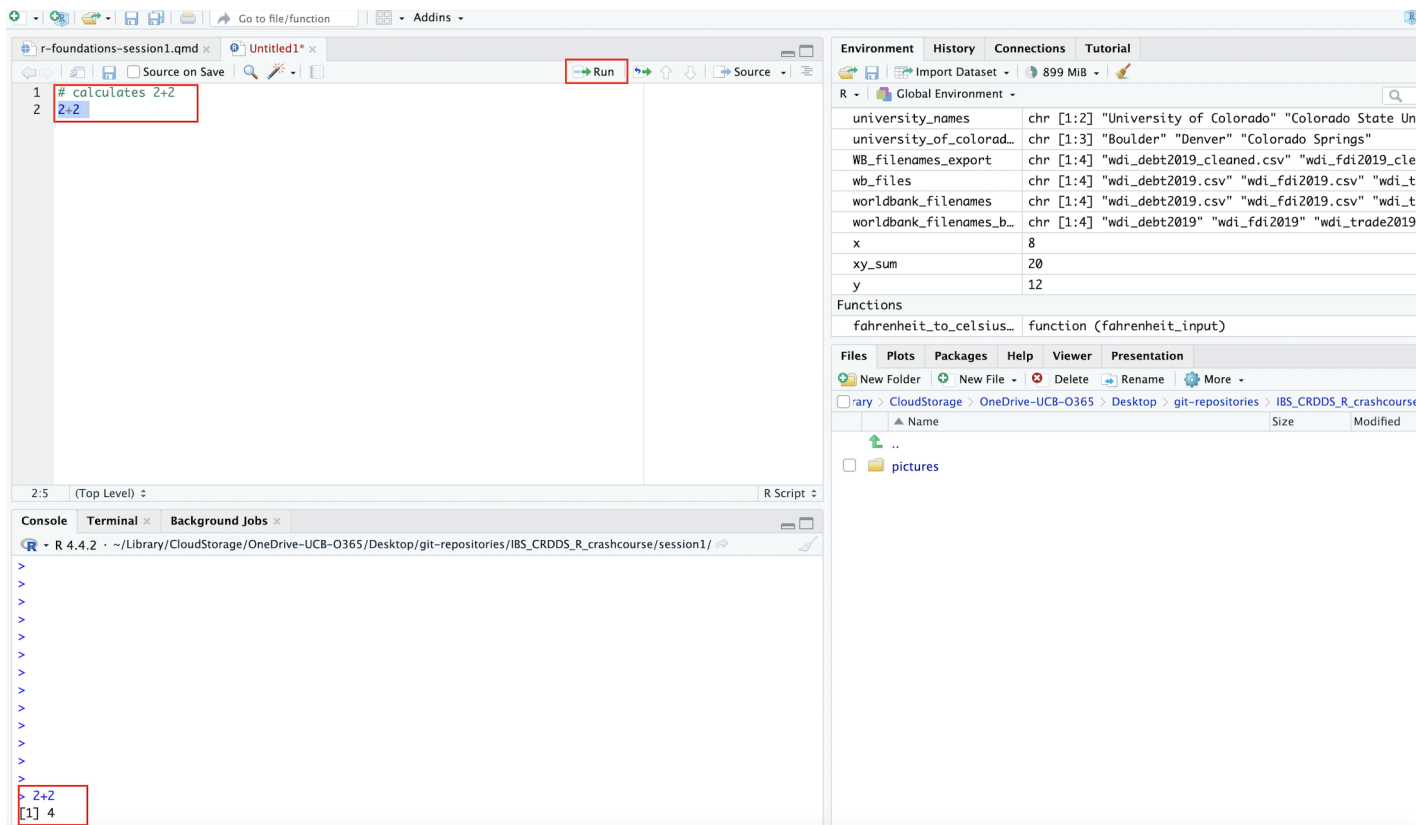 Go to file/function Addins
r-foundations-session1.qmd Untitled1*
Source on Save Run Source
1 # calculates 2+2
2 2+2
2:5 (Top Level) R Script
Console Terminal Background Jobs
R 4.4.2 · ~/Library/CloudStorage/OneDrive-UCB-O365/Desktop/git-repositories/IBS_CRDDS_R_crashcourse/session1/
>
>
>
>
>
>
>
>
>
>
>
>
>
> 2+2
[1] 4
Environment History Connections Tutorial
Import Dataset 899 MiB
R Global Environment
university_names chr [1:2] "University of Colorado" "Colorado State Un
university_of_colorad… chr [1:3] "Boulder" "Denver" "Colorado Springs"
WB_filenames_export chr [1:4] "wdi_debt2019_cleaned.csv" "wdi_fdi2019_cle
wb_files chr [1:4] "wdi_debt2019.csv" "wdi_fdi2019.csv" "wdi_t
worldbank_filenames chr [1:4] "wdi_debt2019.csv" "wdi_fdi2019.csv" "wdi_t
worldbank_filenames_b… chr [1:4] "wdi_debt2019" "wdi_fdi2019" "wdi_trade2019
x 8
xy_sum 20
y 12
Functions
fahrenheit_to_celsius… function (fahrenheit_input)
Files Plots Packages Help Viewer Presentation
New Folder New File Delete Rename More
rary > CloudStorage > OneDrive-UCB-O365 > Desktop > git-repositories > IBS_CRDDS_R_crashcourse
Name Size Modified
..
pictures